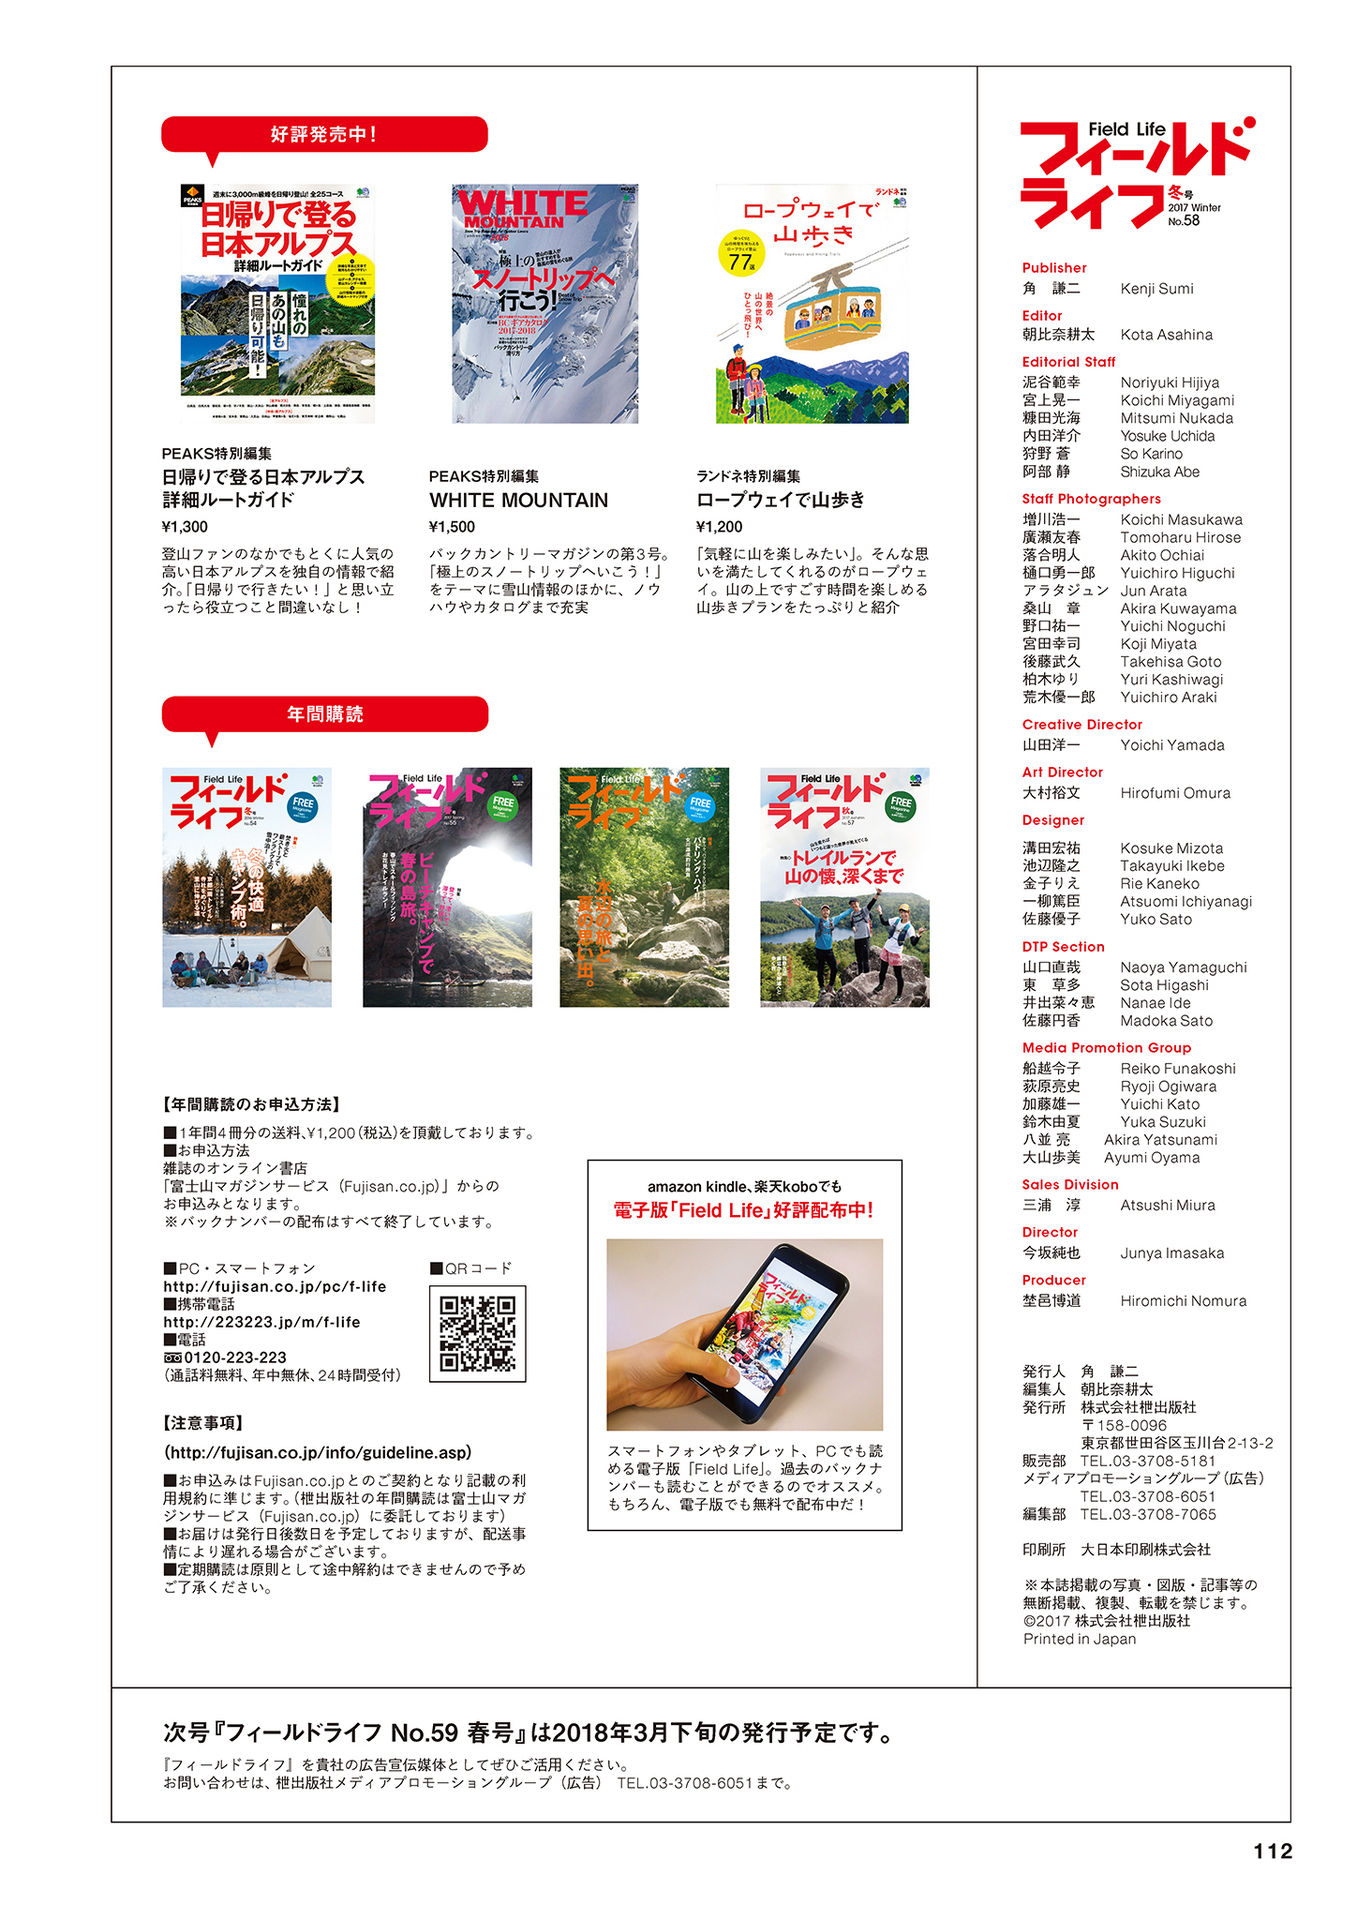 好評発売中！
PEAKS
週末に3,000m級峰を日帰り登山! 全25コース
日帰りで登る
日本アルプス
詳細ルートガイド
憧れの
あの山も
日帰り可能！
WHITE
MOUNTAIN
極上の
スノートリップへ
行こう!
BCギアカタログ
2017-2018
バックカントリーの
滑り方
ランドネ
ロープウェイで
山歩き
77選
絶景の
山の世界へ
ひとっ飛び！
PEAKS特別編集
日帰りで登る日本アルプス
詳細ルートガイド
¥1,300
登山ファンのなかでもとくに人気の
高い日本アルプスを独自の情報で紹
介。「日帰りで行きたい！」と思い立
ったら役立つこと間違いなし！
PEAKS特別編集
WHITE MOUNTAIN
¥1,500
バックカントリーマガジンの第3号。
「極上のスノートリップへいこう！」
をテーマに雪山情報のほかに、ノウ
ハウやカタログまで充実
ランドネ特別編集
ロープウェイで山歩き
¥1,200
「気軽に山を楽しみたい」。そんな思
いを満たしてくれるのがロープウェ
イ。山の上ですごす時間を楽しめる
山歩きプランをたっぷりと紹介
年間購読
Field Life
フィールド
ライフ 冬号
No.54
FREE
Magazine
冬の快適
キャンプ術。
Field Life
フィールド
ライフ
No.55
FREE
Magazine
ビーチキャンプで
春の島旅。
Field Life
フィールド
ライフ
FREE
Magazine
水辺の旅と
夏の思い出。
Field Life
フィールド
ライフ 秋号
No.57
FREE
Magazine
トレイルランで
山の懐、深くまで
【年間購読のお申込方法】
■1年間4冊分の送料、¥1,200（税込）を頂戴しております。
■お申込方法
雑誌のオンライン書店
「富士山マガジンサービス（Fujisan.co.jp）」からの
お申込みとなります。
※バックナンバーの配布はすべて終了しています。
■PC・スマートフォン
http://fujisan.co.jp/pc/f-life
■携帯電話
http://223223.jp/m/f-life
■電話
0120-223-223
（通話料無料、年中無休、24時間受付）
■QRコード
【注意事項】
（http://fujisan.co.jp/info/guideline.asp）
■お申込みはFujisan.co.jpとのご契約となり記載の利
用規約に準じます。（枻出版社の年間購読は富士山マガ
ジンサービス（Fujisan.co.jp）に委託しております）
■お届けは発行日後数日を予定しておりますが、配送事
情により遅れる場合がございます。
■定期購読は原則として途中解約はできませんので予め
ご了承ください。
amazon kindle、楽天koboでも
電子版「Field Life」好評配布中！
フィールド
ライフ
スマートフォンやタブレット、PCでも読
める電子版「Field Life」。過去のバックナ
ンバーも読むことができるのでオススメ。
もちろん、電子版でも無料で配布中だ！
Field Life
フィールド
ライフ 冬号
2017 Winter
No.58
Publisher
角　謙二 Kenji Sumi
Editor
朝比奈耕太 Kota Asahina
Editorial Staff
泥谷範幸 Noriyuki Hijiya
宮上晃一 Koichi Miyagami
糠田光海 Mitsumi Nukada
内田洋介 Yosuke Uchida
狩野 蒼 So Karino
阿部 静 Shizuka Abe
Staff Photographers
増川浩一 Koichi Masukawa
廣瀬友春 Tomoharu Hirose
落合明人 Akito Ochiai
樋口勇一郎 Yuichiro Higuchi
アラタジュン Jun Arata
桑山　章 Akira Kuwayama
野口祐一 Yuichi Noguchi
宮田幸司 Koji Miyata
後藤武久 Takehisa Goto
柏木ゆり Yuri Kashiwagi
荒木優一郎 Yuichiro Araki
Creative Director
山田洋一 Yoichi Yamada
Art Director
大村裕文 Hirofumi Omura
Designer
溝田宏祐 Kosuke Mizota
池辺隆之 Takayuki Ikebe
金子りえ Rie Kaneko
一柳篤臣 Atsuomi Ichiyanagi
佐藤優子 Yuko Sato
DTP Section
山口直哉 Naoya Yamaguchi
東　草多 Sota Higashi
井出菜々恵 Nanae Ide
佐藤円香 Madoka Sato
Media Promotion Group
船越令子 Reiko Funakoshi
荻原亮史 Ryoji Ogiwara
加藤雄一 Yuichi Kato
鈴木由夏 Yuka Suzuki
八並 亮 Akira Yatsunami
大山歩美 Ayumi Oyama
Sales Division
三浦　淳 Atsushi Miura
Director
今坂純也 Junya Imasaka
Producer
埜邑博道 Hiromichi Nomura
発行人　角　謙二
編集人　朝比奈耕太
発行所　株式会社枻出版社
〒158-0096
東京都世田谷区玉川台2-13-2
販売部　TEL.03-3708-5181
メディアプロモーショングループ（広告）
TEL.03-3708-6051
編集部　TEL.03-3708-7065
印刷所　大日本印刷株式会社
※本誌掲載の写真・図版・記事等の
無断掲載、複製、転載を禁じます。
©2017 株式会社枻出版社
Printed in Japan
次号『フィールドライフ No.59 春号』は2018年3月下旬の発行予定です。
『フィールドライフ』を貴社の広告宣伝媒体としてぜひご活用ください。
お問い合わせは、枻出版社メディアプロモーショングループ（広告） TEL.03-3708-6051まで。
112